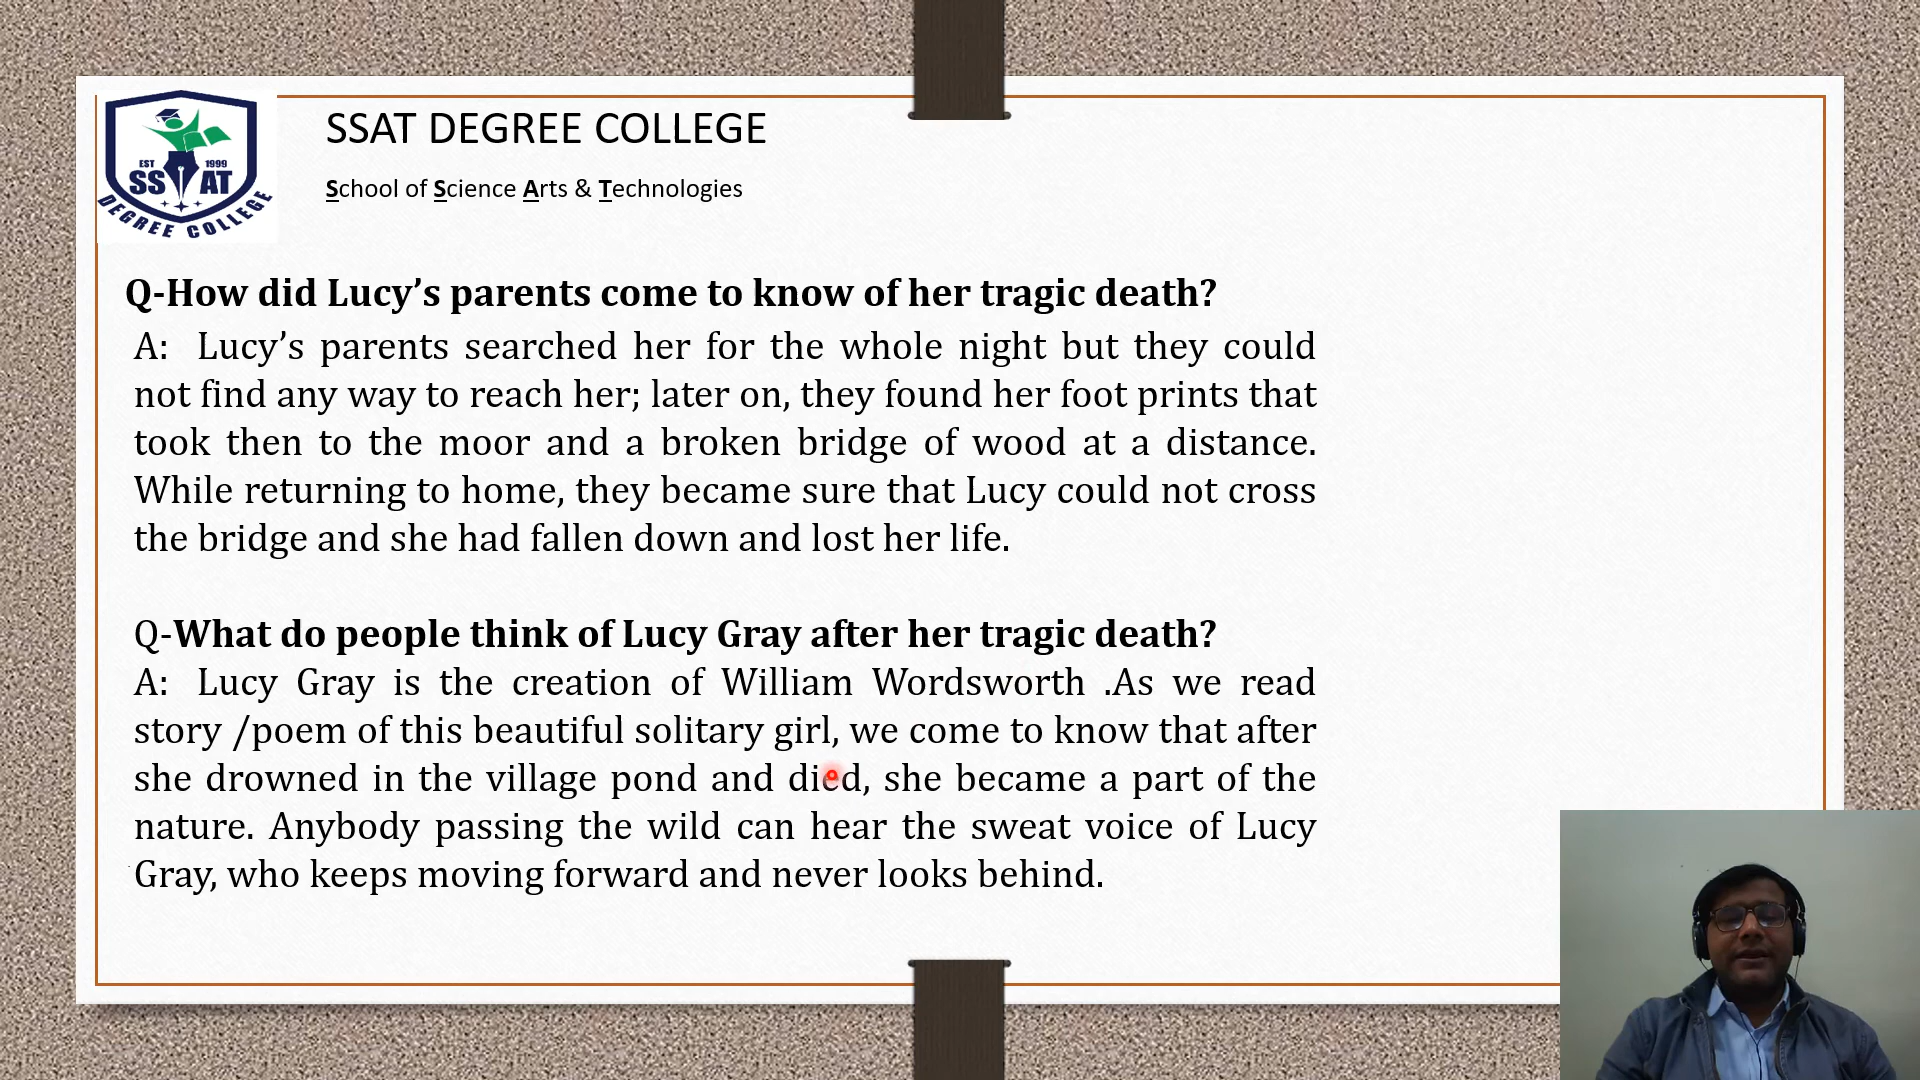 EST 1999
SS AT
DEGREE COLLEGE
SSAT DEGREE COLLEGE
School of Science Arts & Technologies
Q-How did Lucy’s parents come to know of her tragic death?
A: Lucy’s parents searched her for the whole night but they could
not find any way to reach her; later on, they found her foot prints that
took then to the moor and a broken bridge of wood at a distance.
While returning to home, they became sure that Lucy could not cross
the bridge and she had fallen down and lost her life.
Q-What do people think of Lucy Gray after her tragic death?
A: Lucy Gray is the creation of William Wordsworth .As we read
story /poem of this beautiful solitary girl, we come to know that after
she drowned in the village pond and died, she became a part of the
nature. Anybody passing the wild can hear the sweat voice of Lucy
Gray, who keeps moving forward and never looks behind.